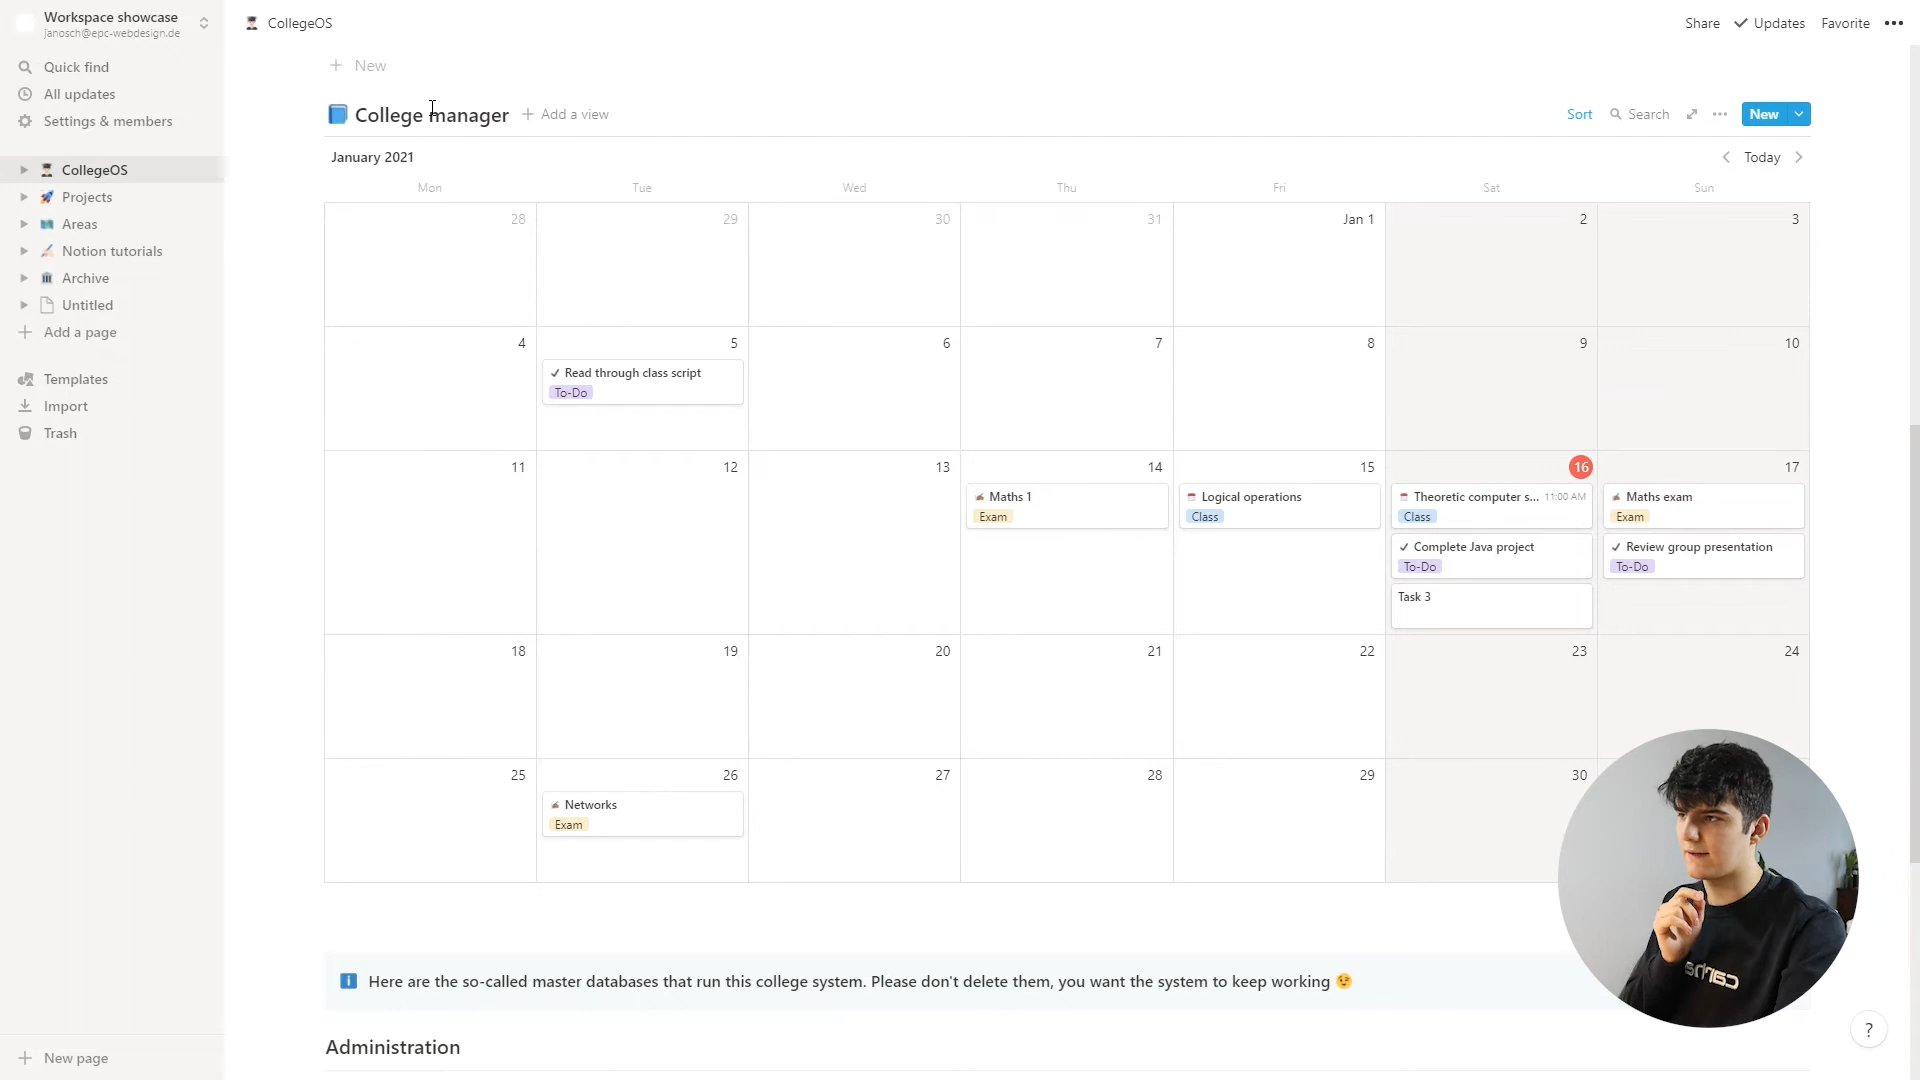 Workspace showcase
janosch@epc-webdesign.de
Quick find
All updates
Settings & members
CollegeOS
Projects
Areas
Notion tutorials
Archive
Untitled
Add a page
Templates
Import
Trash
New page
CollegeOS
Share
Updates
Favorite
New
College manager
Add a view
Sort
Search
New
January 2021
Today
Mon Tue Wed Thu Fri Sat Sun
28 29 30 31 Jan 1 2 3
4 5 6 7 8 9 10
Read through class script
To-Do
11 12 13 14 15 16 17
Maths 1
Exam
Logical operations
Class
Theoretic computer s... 11:00 AM
Class
Complete Java project
To-Do
Task 3
Maths exam
Exam
Review group presentation
To-Do
18 19 20 21 22 23 24
25 26 27 28 29 30
Networks
Exam
Here are the so-called master databases that run this college system. Please don't delete them, you want the system to keep working 😉
Administration
?